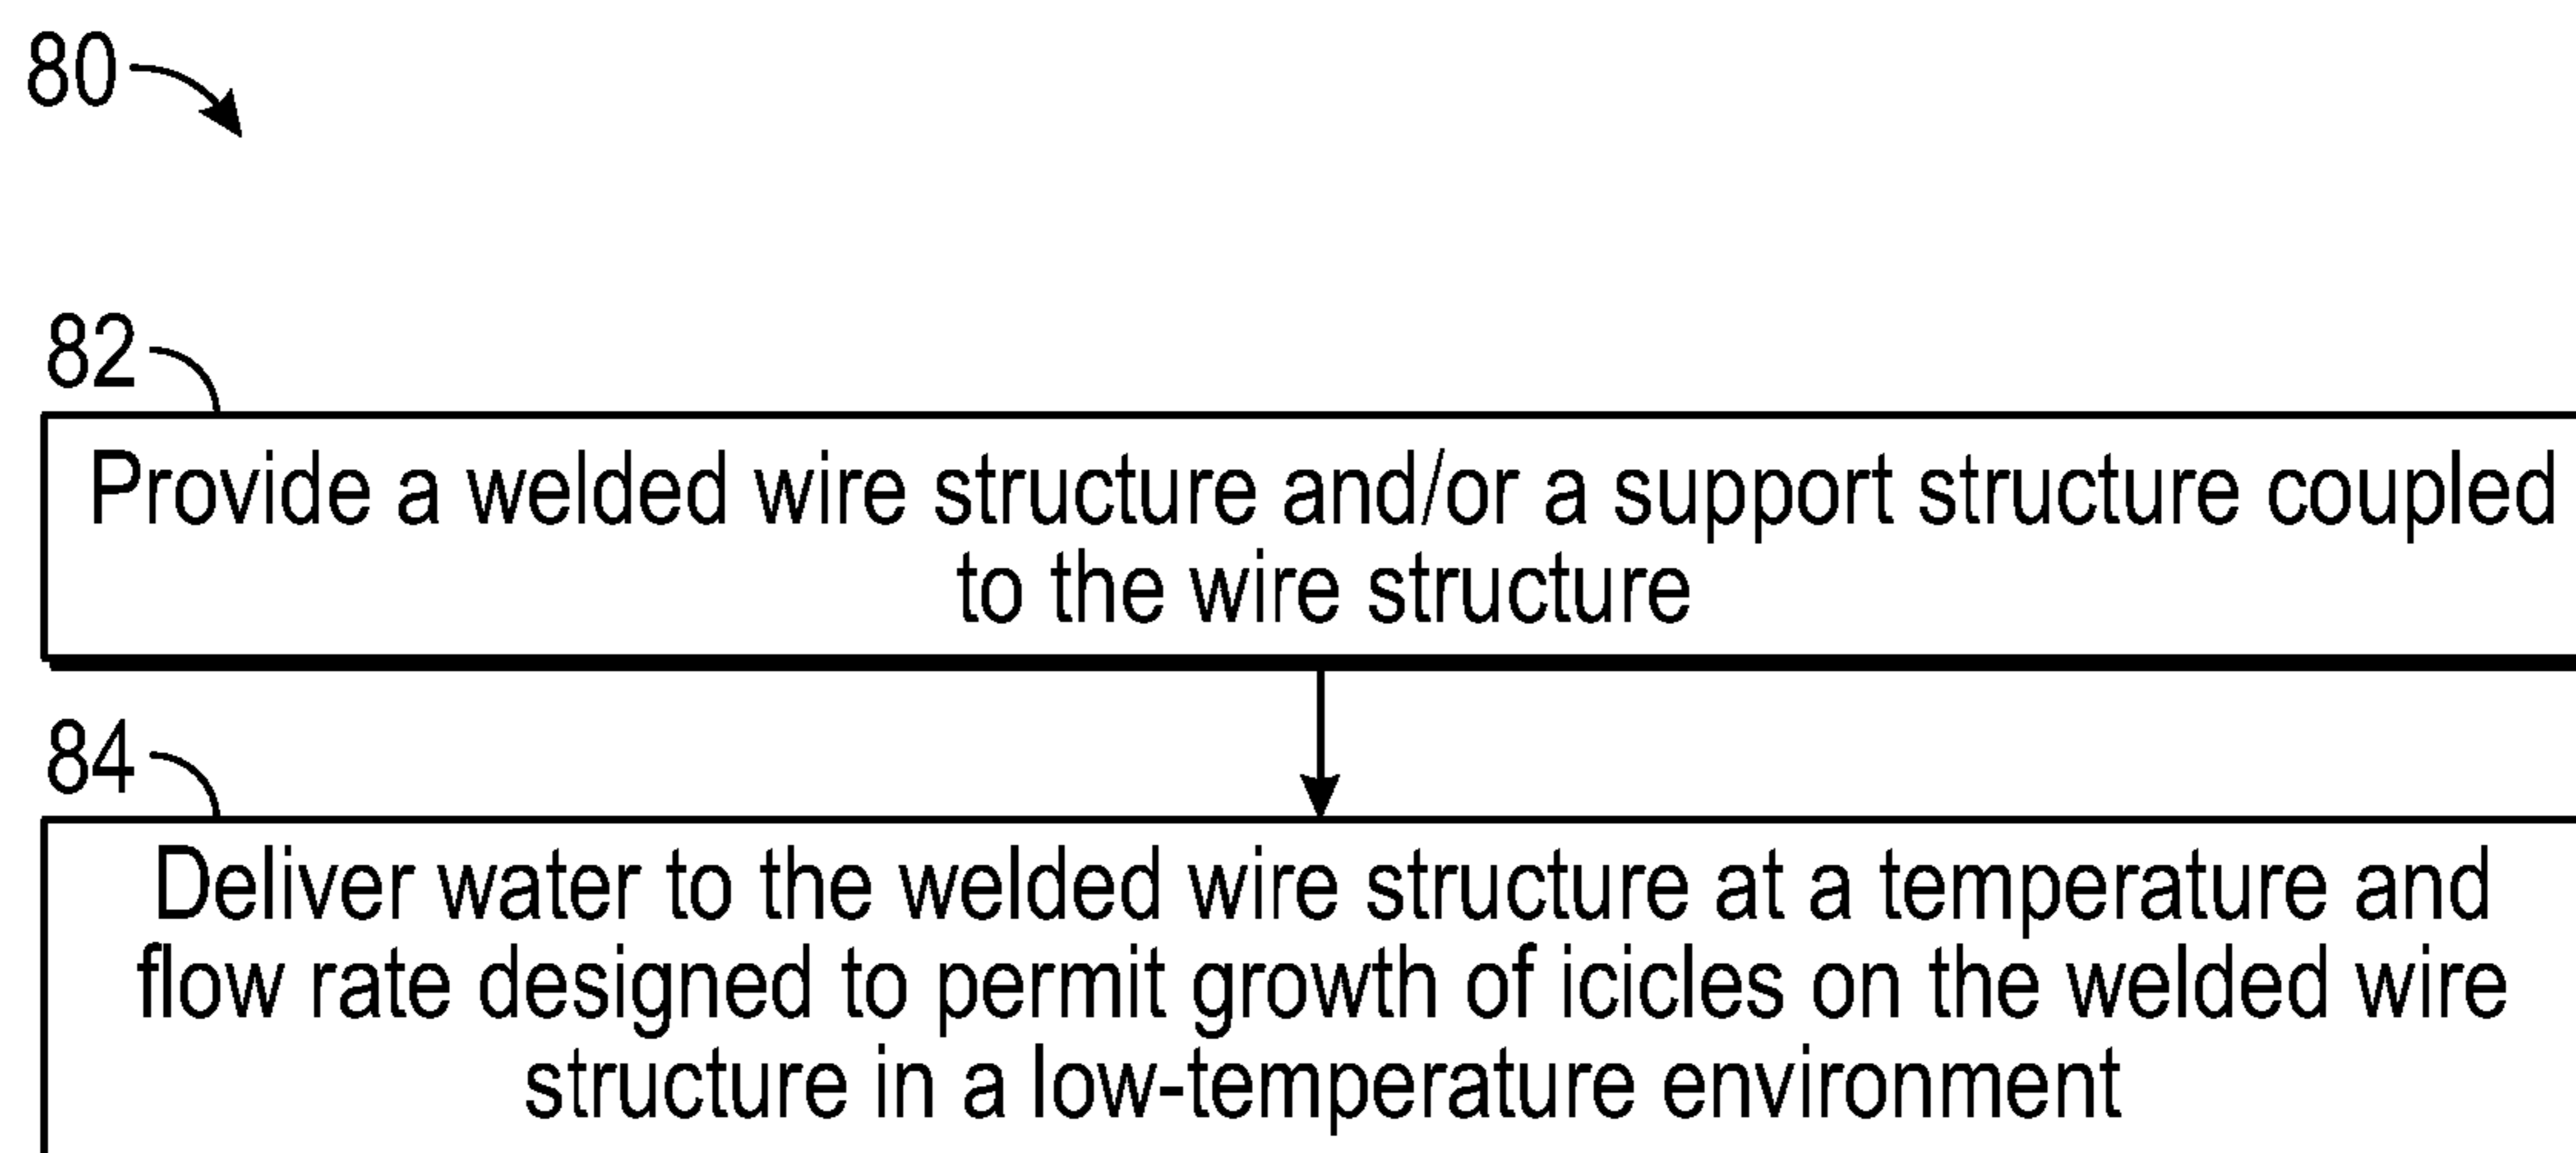 80
82
Provide a welded wire structure and/or a support structure coupled
to the wire structure
84
Deliver water to the welded wire structure at a temperature and
flow rate designed to permit growth of icicles on the welded wire
structure in a low-temperature environment